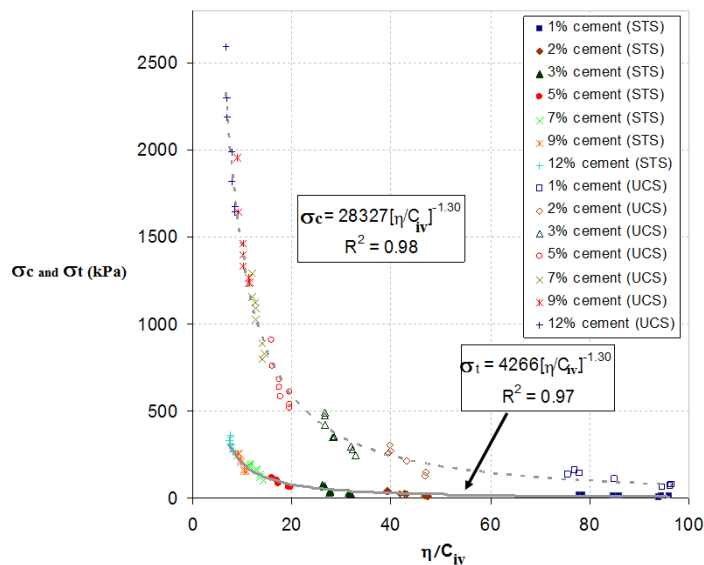 2500
2000
1500
1000
500
0
0
20
40
60
80
100
σc and σt (kPa)
η/C_iv
σc = 28327[η/C_iv]^-1.30
R² = 0.98
σt = 4266[η/C_iv]^-1.30
R² = 0.97
1% cement (STS)
2% cement (STS)
3% cement (STS)
5% cement (STS)
7% cement (STS)
9% cement (STS)
12% cement (STS)
1% cement (UCS)
2% cement (UCS)
3% cement (UCS)
5% cement (UCS)
7% cement (UCS)
9% cement (UCS)
12% cement (UCS)